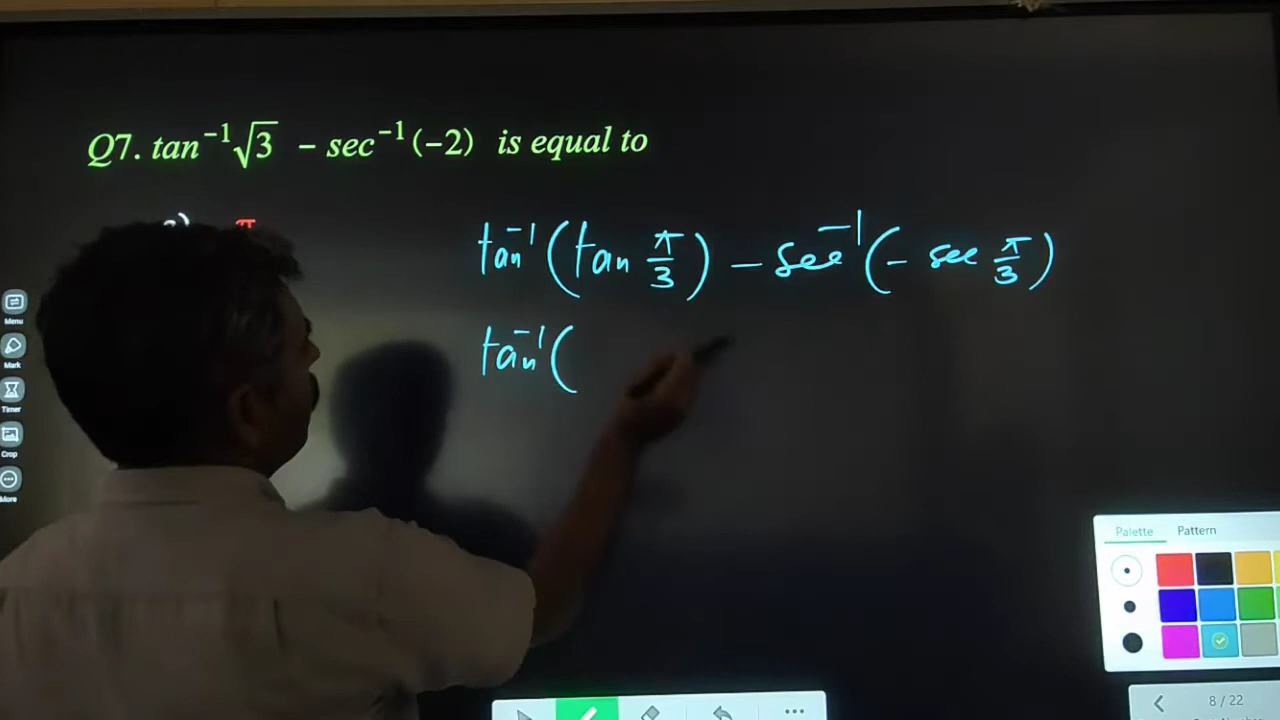 Q7. tan⁻¹√3 − sec⁻¹(−2) is equal to
π
tan⁻¹(tan π/3) − sec⁻¹(− sec π/3)
tan⁻¹(
Menu
Mark
Timer
Crop
More
Palette Pattern
8 / 22